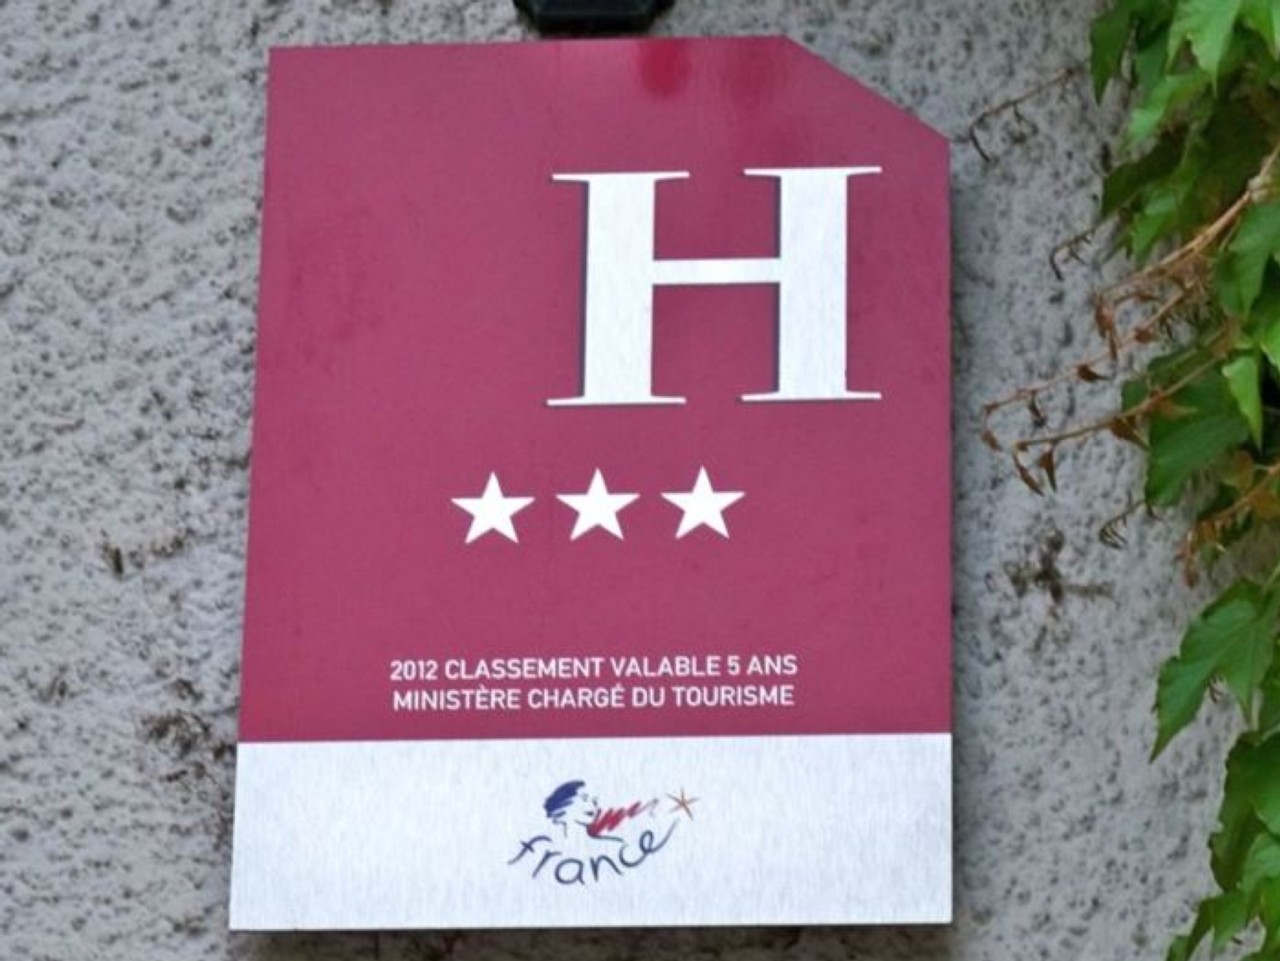 H
★★★
2012 CLASSEMENT VALABLE 5 ANS
MINISTÈRE CHARGÉ DU TOURISME
france